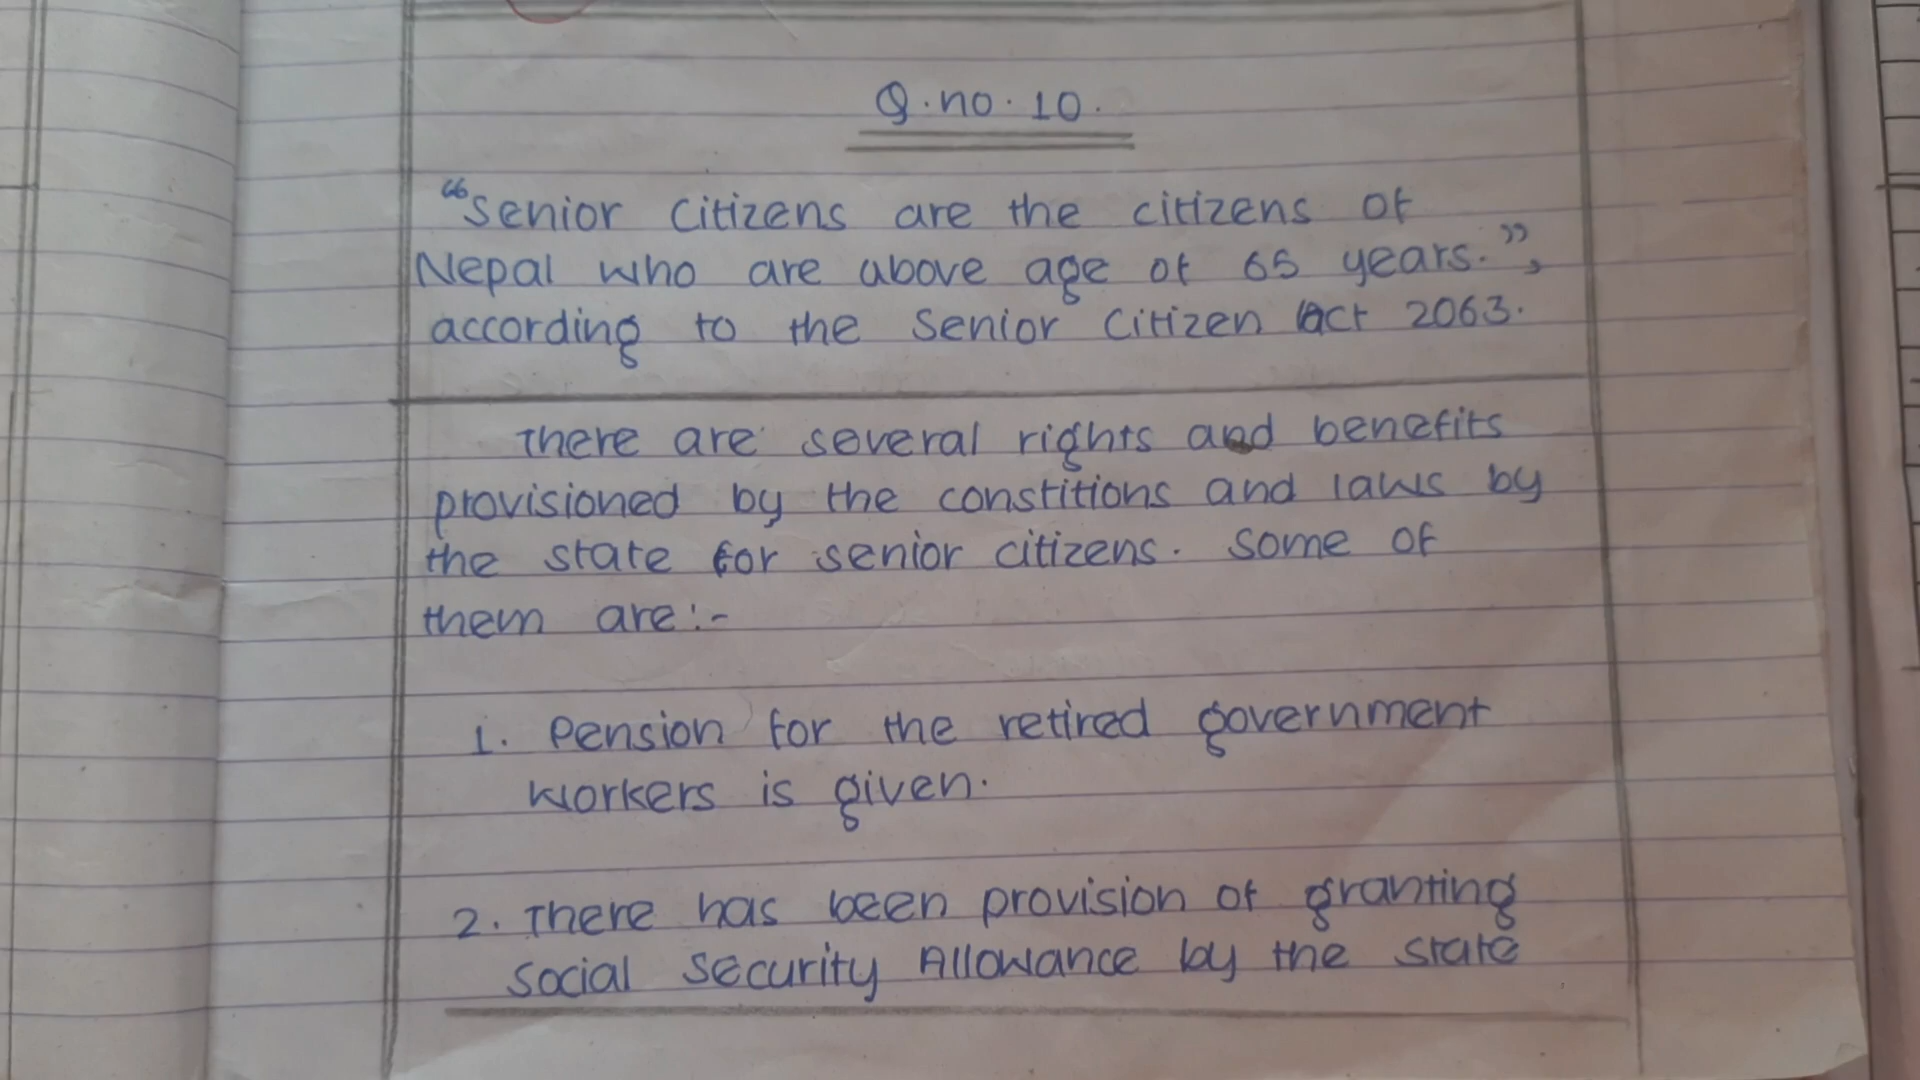 Q.no.10.
"Senior citizens are the citizens of
Nepal who are above age of 65 years.",
according to the Senior Citizen Act 2063.
There are several rights and benefits
provisioned by the constitions and laws by
the state for senior citizens. Some of
them are:-
1. Pension for the retired government
workers is given.
2. There has been provision of granting
Social Security Allowance by the state